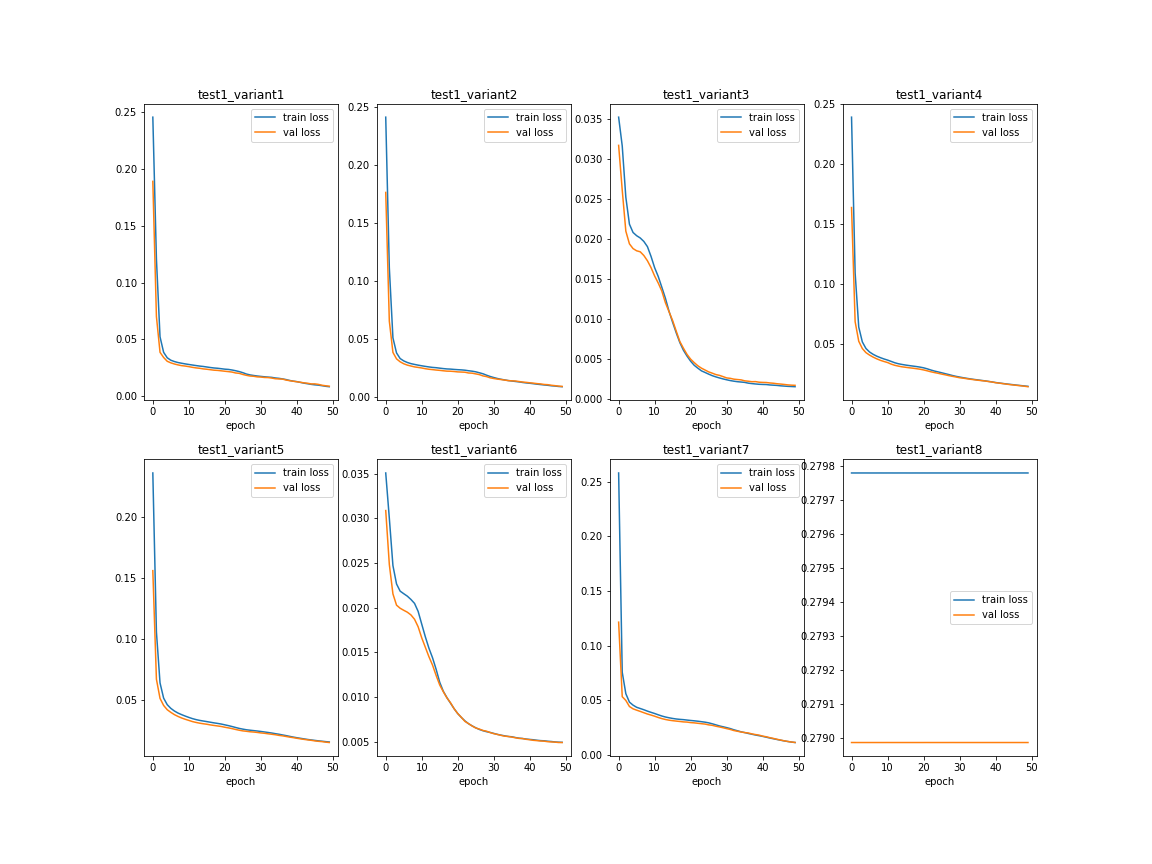 test1_variant1
0.25
0.20
0.15
0.10
0.05
0.00
train loss
val loss
0 10 20 30 40 50
epoch
test1_variant2
0.25
0.20
0.15
0.10
0.05
0.00
train loss
val loss
0 10 20 30 40 50
epoch
test1_variant3
0.035
0.030
0.025
0.020
0.015
0.010
0.005
0.000
train loss
val loss
0 10 20 30 40 50
epoch
test1_variant4
0.25
0.20
0.15
0.10
0.05
train loss
val loss
0 10 20 30 40 50
epoch
test1_variant5
0.20
0.15
0.10
0.05
train loss
val loss
0 10 20 30 40 50
epoch
test1_variant6
0.035
0.030
0.025
0.020
0.015
0.010
0.005
train loss
val loss
0 10 20 30 40 50
epoch
test1_variant7
0.25
0.20
0.15
0.10
0.05
0.00
train loss
val loss
0 10 20 30 40 50
epoch
test1_variant8
0.2798
0.2797
0.2796
0.2795
0.2794
0.2793
0.2792
0.2791
0.2790
train loss
val loss
0 10 20 30 40 50
epoch